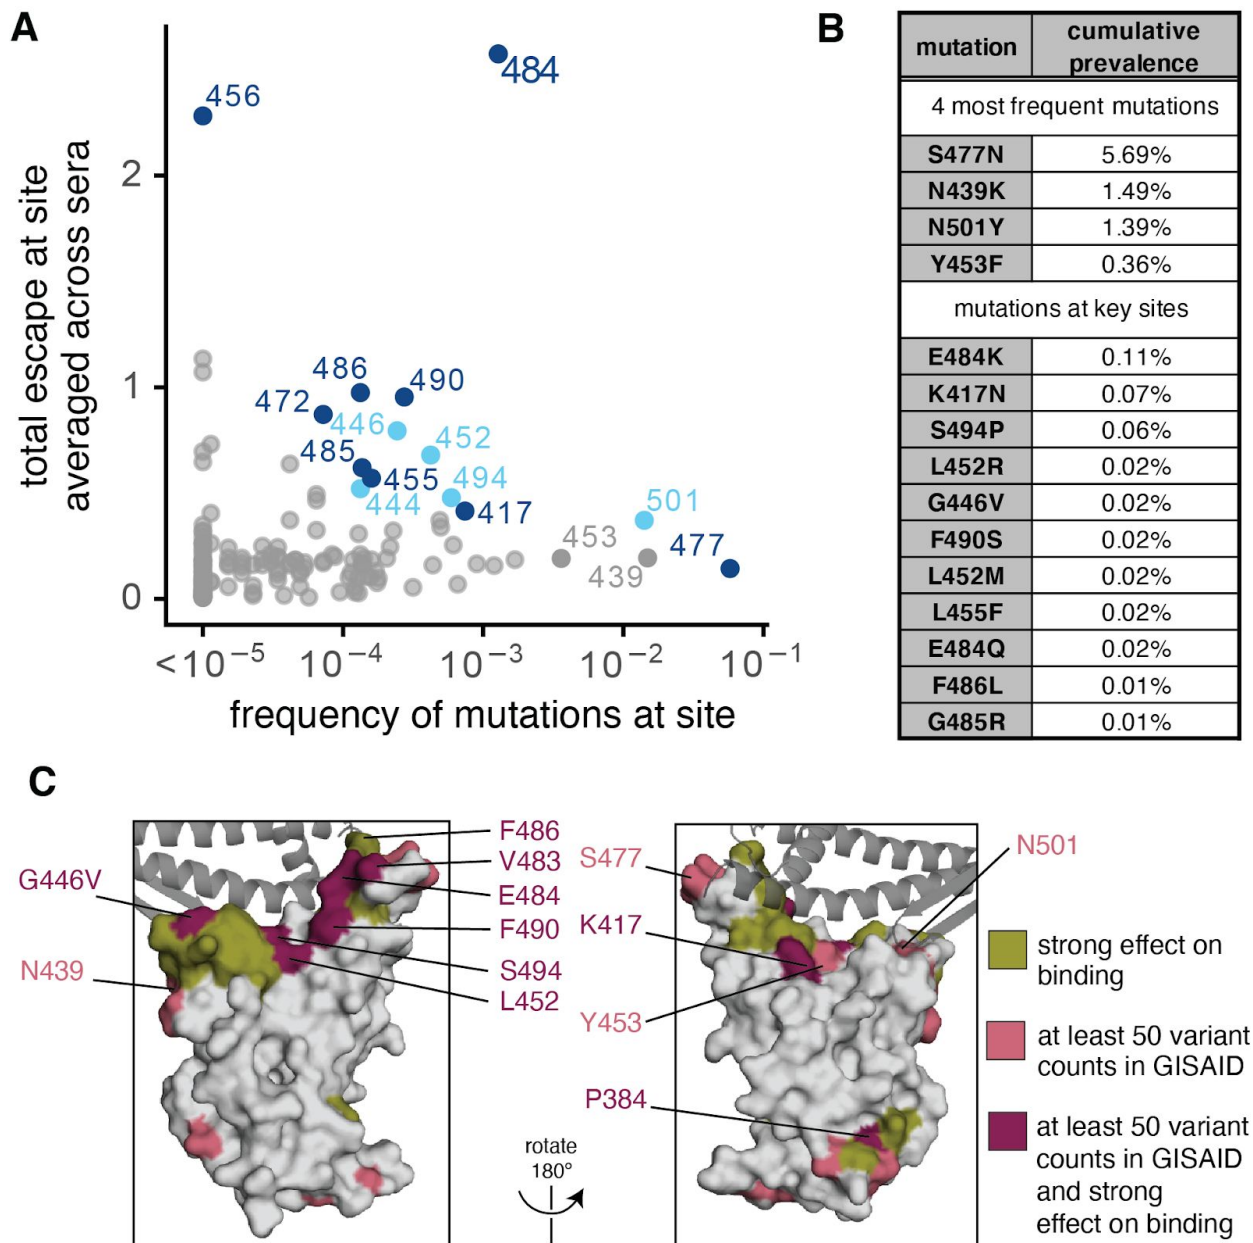 A
total escape at site
averaged across sera
2
1
0
456
484
486
490
472
446
452
485
455
494
444
417
501
453
477
439
<10⁻⁵
10⁻⁴
10⁻³
10⁻²
10⁻¹
frequency of mutations at site
B
mutation
cumulative
prevalence
4 most frequent mutations
S477N 5.69%
N439K 1.49%
N501Y 1.39%
Y453F 0.36%
mutations at key sites
E484K 0.11%
K417N 0.07%
S494P 0.06%
L452R 0.02%
G446V 0.02%
F490S 0.02%
L452M 0.02%
L455F 0.02%
E484Q 0.02%
F486L 0.01%
G485R 0.01%
C
G446V
N439
F486
V483
E484
F490
S494
L452
rotate
180°
S477
K417
Y453
P384
N501
strong effect on
binding
at least 50 variant
counts in GISAID
at least 50 variant
counts in GISAID
and strong
effect on binding